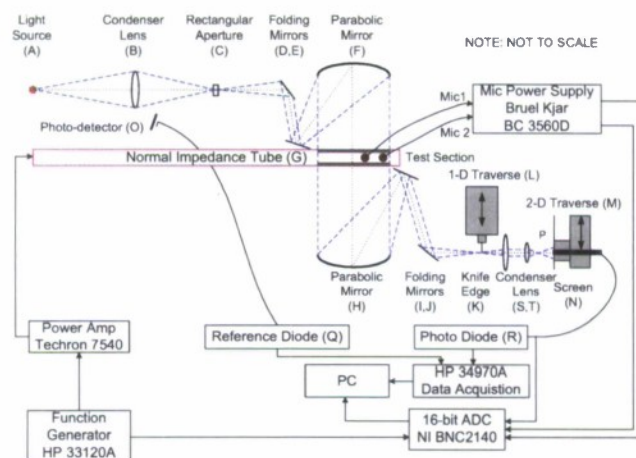 Light
Source
(A)
Condenser
Lens
(B)
Rectangular
Aperture
(C)
Folding
Mirrors
(D,E)
Parabolic
Mirror
(F)
NOTE: NOT TO SCALE
Mic1
Mic 2
Mic Power Supply
Bruel Kjar
BC 3560D
Photo-detector (O)
Normal Impedance Tube (G)
Test Section
1-D Traverse (L)
2-D Traverse (M)
P
Parabolic
Mirror
(H)
Folding
Mirrors
(I,J)
Knife
Edge
(K)
Condenser
Lens
(S,T)
Screen
(N)
Power Amp
Techron 7540
Reference Diode (Q)
Photo Diode (R)
PC
HP 34970A
Data Acquistion
Function
Generator
HP 33120A
16-bit ADC
NI BNC2140